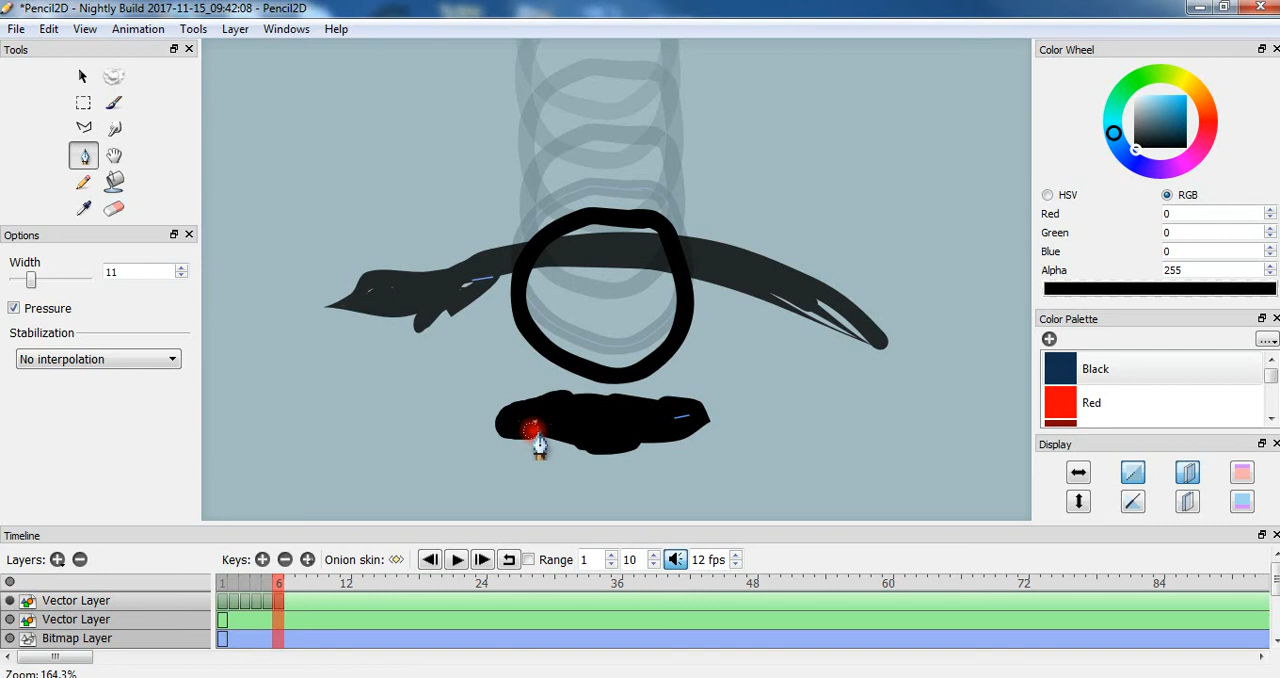 *Pencil2D - Nightly Build 2017-11-15_09:42:08 - Pencil2D
File Edit View Animation Tools Layer Windows Help
Tools
Color Wheel
HSV RGB
Red 0
Green 0
Blue 0
Alpha 255
Options
Width
11
Pressure
Stabilization
No interpolation
Color Palette
...
Black
Red
Display
Timeline
Layers: Keys: Onion skin: Range 1 10 12 fps
1 6 12 24 36 48 60 72 84
Vector Layer
Vector Layer
Bitmap Layer
Zoom: 164.3%